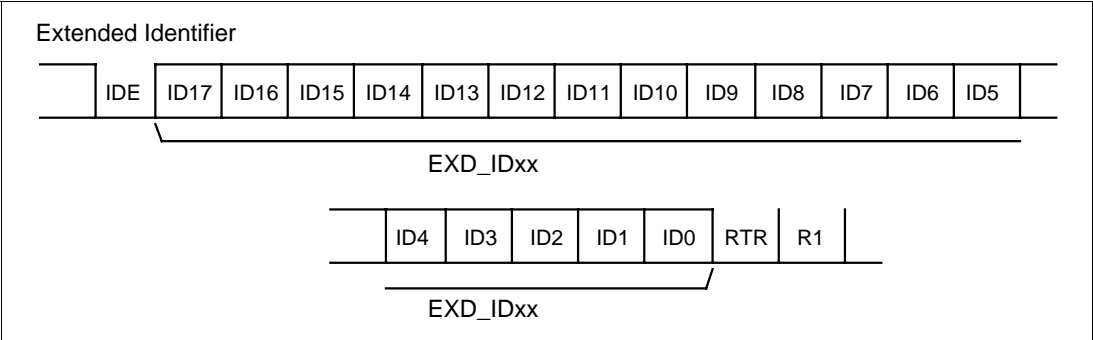 Extended Identifier
IDE ID17 ID16 ID15 ID14 ID13 ID12 ID11 ID10 ID9 ID8 ID7 ID6 ID5
EXD_IDxx
ID4 ID3 ID2 ID1 ID0 RTR R1
EXD_IDxx